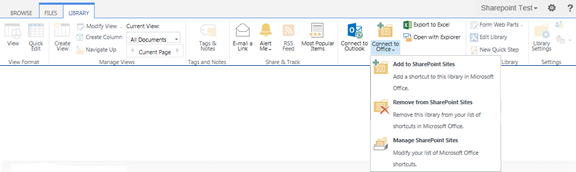 BROWSE FILES LIBRARY Sharepoint Test ?
View
Quick Edit
View Format
Create View
Modify View
Create Column
Navigate Up
Current View:
All Documents
Current Page
Manage Views
Tags & Notes
Tags and Notes
E-mail a Link
Alert Me
RSS Feed
Most Popular Items
Share & Track
Connect to Outlook
Connect to Office
Export to Excel
Open with Explorer
Form Web Parts
Edit Library
New Quick Step
Library
Library Settings
Settings
Add to SharePoint Sites
Add a shortcut to this library in Microsoft
Office.
Remove from SharePoint Sites
Remove this library from your list of
shortcuts in Microsoft Office.
Manage SharePoint Sites
Modify your list of Microsoft Office
shortcuts.